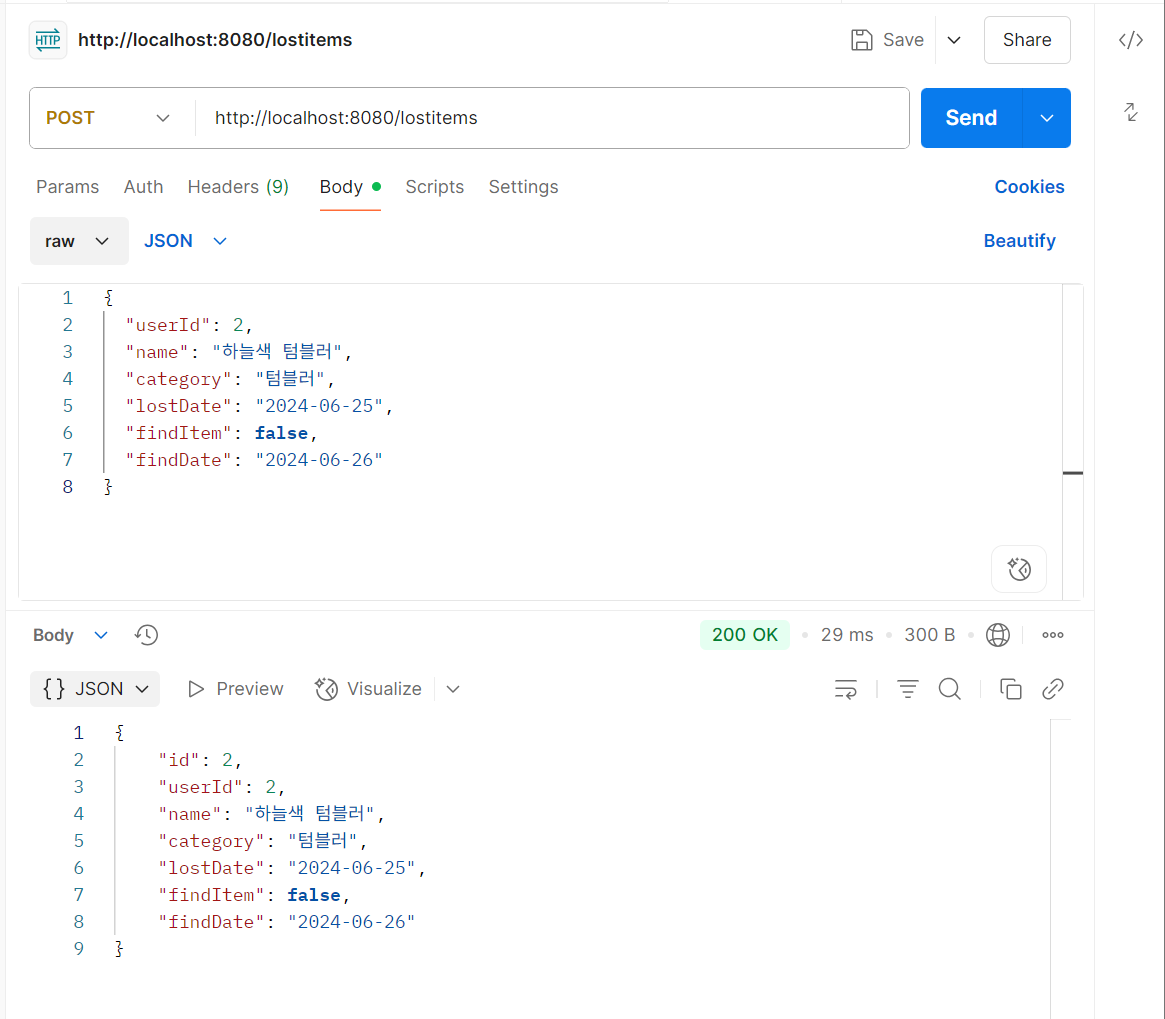 HTTP http://localhost:8080/lostitems Save Share
POST http://localhost:8080/lostitems Send
Params Auth Headers (9) Body Scripts Settings Cookies
raw JSON Beautify
1 {
2 "userId": 2,
3 "name": "하늘색 텀블러",
4 "category": "텀블러",
5 "lostDate": "2024-06-25",
6 "findItem": false,
7 "findDate": "2024-06-26"
8 }
Body 200 OK 29 ms 300 B
{} JSON Preview Visualize
1 {
2 "id": 2,
3 "userId": 2,
4 "name": "하늘색 텀블러",
5 "category": "텀블러",
6 "lostDate": "2024-06-25",
7 "findItem": false,
8 "findDate": "2024-06-26"
9 }